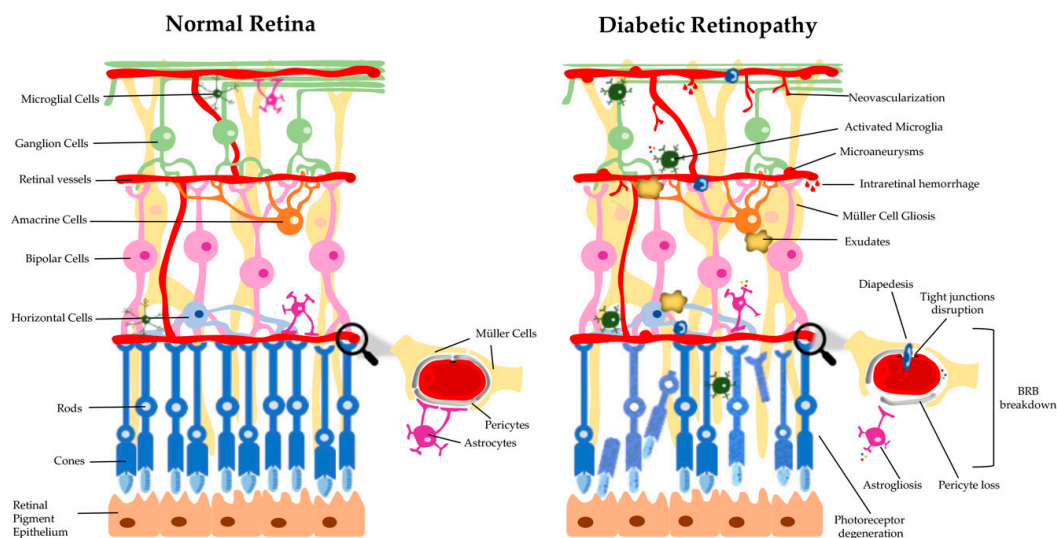 Normal Retina
Microglial Cells
Ganglion Cells
Retinal vessels
Amacrine Cells
Bipolar Cells
Horizontal Cells
Rods
Cones
Retinal
Pigment
Epithelium
Müller Cells
Pericytes
Astrocytes
Diabetic Retinopathy
Neovascularization
Activated Microglia
Microaneurysms
Intraretinal hemorrhage
Müller Cell Gliosis
Exudates
Diapedesis
Tight junctions
disruption
BRB
breakdown
Astrogliosis
Pericyte loss
Photoreceptor
degeneration